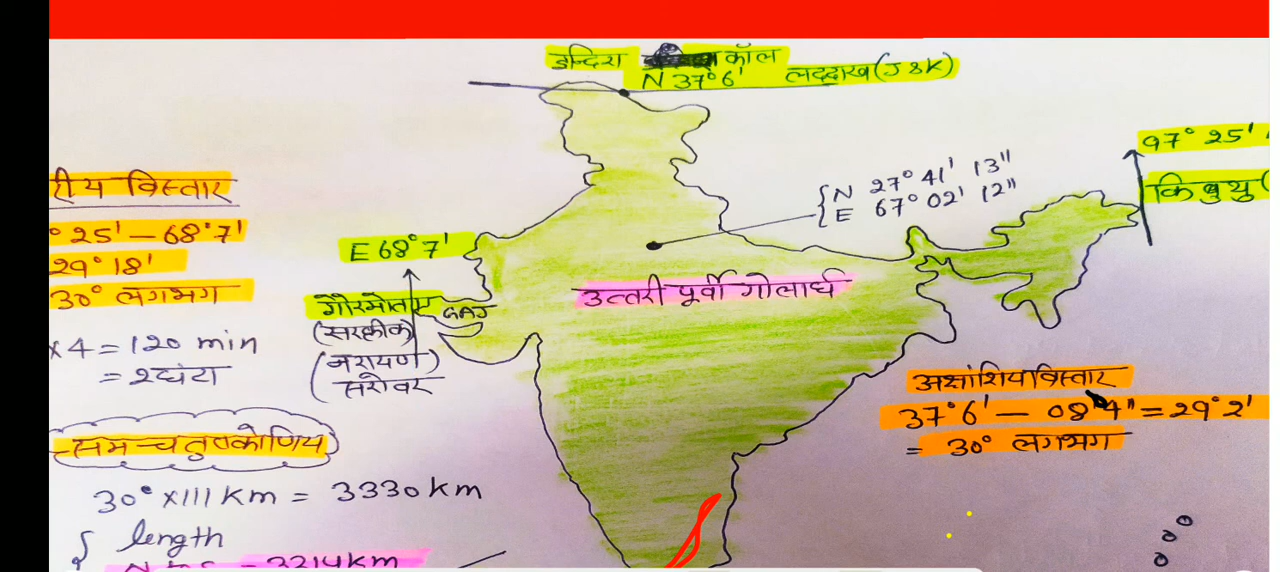 इन्दिरा कॉल
N 37°6' लद्दाख (J & K)
97° 25'
किबुथु (
{N 27° 41' 13"
{E 67° 02' 12"
रीय विस्तार
° 25' – 68°7'
29° 18'
30° लगभग
x 4 = 120 min
= 2घंटा
E 68° 7'
गौरमोता
(सरक्रीक)
(नारायण)
सरोवर
GAJ
उत्तरी पूर्वी गोलार्ध
अक्षांशिय विस्तार
37°6' – 08°4" = 29°2'
= 30° लगभग
समचतुष्कोणिय
30° x 111 Km = 3330 km
{ length
3214 km